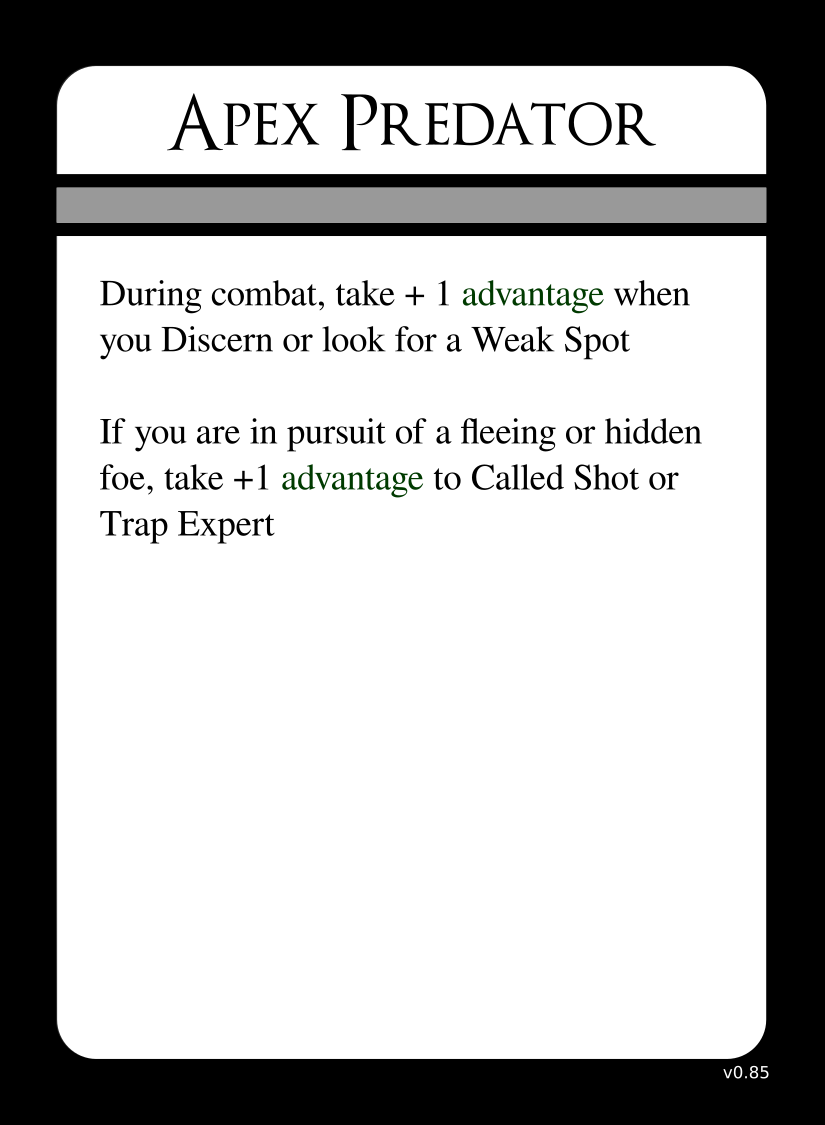 Apex Predator
During combat, take + 1 advantage when
you Discern or look for a Weak Spot
If you are in pursuit of a fleeing or hidden
foe, take +1 advantage to Called Shot or
Trap Expert
v0.85